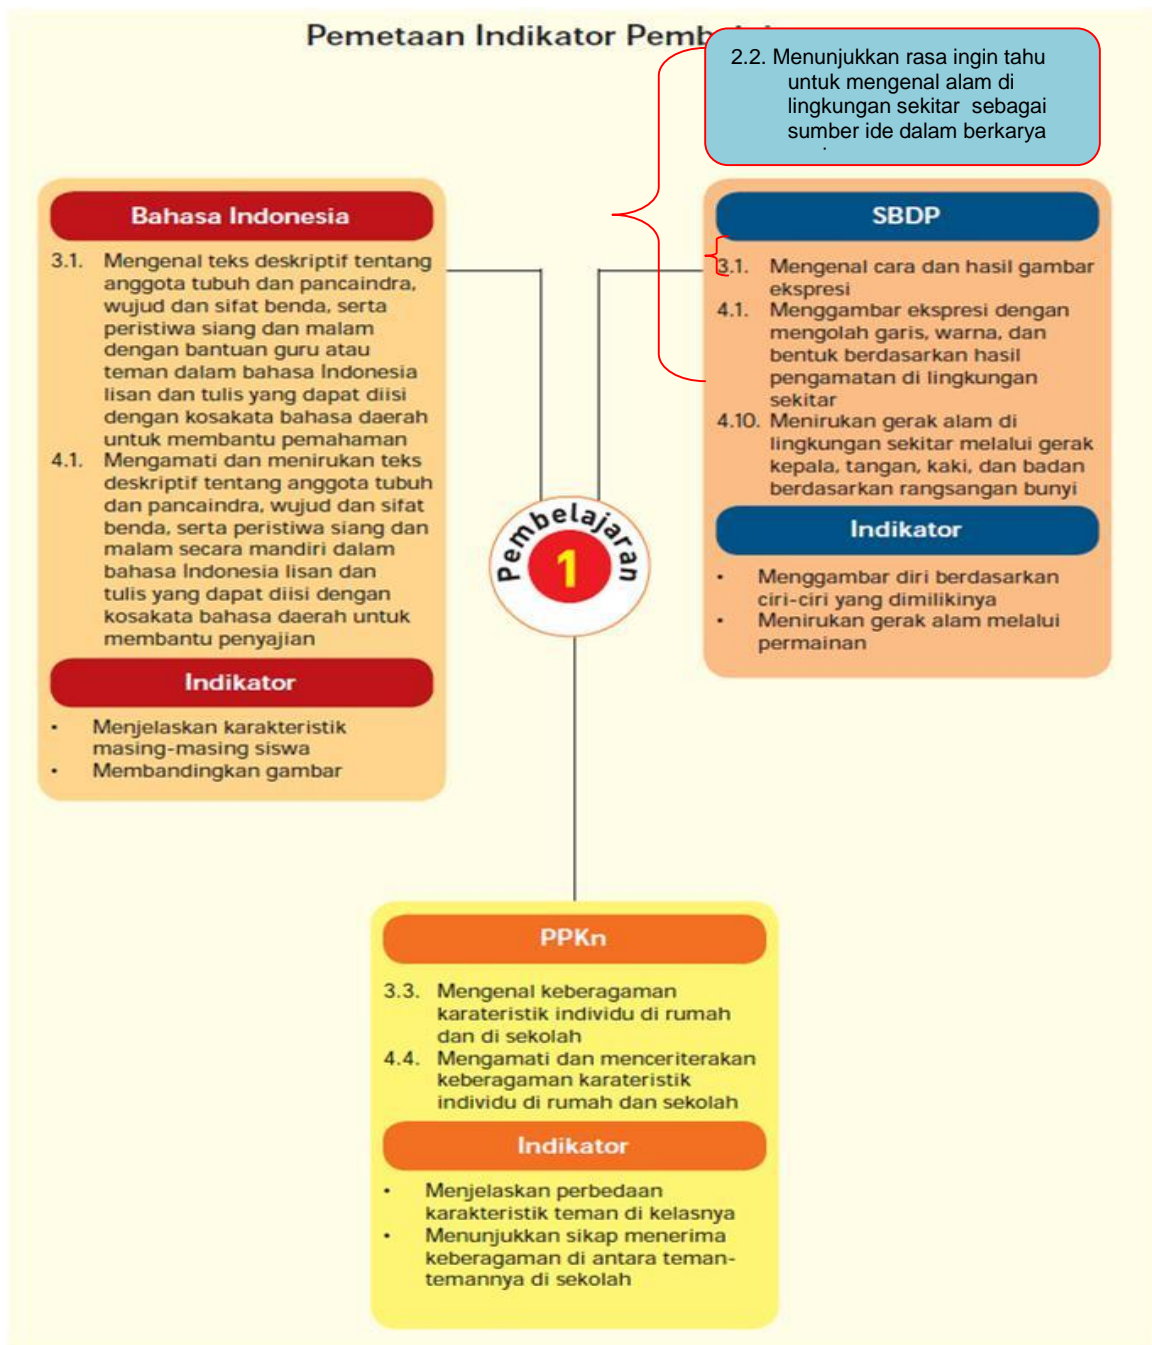 Pemetaan Indikator
2.2. Menunjukkan rasa ingin tahu
untuk mengenal alam di
lingkungan sekitar sebagai
sumber ide dalam berkarya
Bahasa Indonesia
3.1. Mengenal teks deskriptif tentang
anggota tubuh dan pancaindra,
wujud dan sifat benda, serta
peristiwa siang dan malam
dengan bantuan guru atau
teman dalam bahasa Indonesia
lisan dan tulis yang dapat diisi
dengan kosakata bahasa daerah
untuk membantu pemahaman
4.1. Mengamati dan menirukan teks
deskriptif tentang anggota tubuh
dan pancaindra, wujud dan sifat
benda, serta peristiwa siang dan
malam secara mandiri dalam
bahasa Indonesia lisan dan
tulis yang dapat diisi dengan
kosakata bahasa daerah untuk
membantu penyajian
Indikator
• Menjelaskan karakteristik
masing-masing siswa
• Membandingkan gambar
SBDP
3.1. Mengenal cara dan hasil gambar
ekspresi
4.1. Menggambar ekspresi dengan
mengolah garis, warna, dan
bentuk berdasarkan hasil
pengamatan di lingkungan
sekitar
4.10. Menirukan gerak alam di
lingkungan sekitar melalui gerak
kepala, tangan, kaki, dan badan
berdasarkan rangsangan bunyi
Indikator
• Menggambar diri berdasarkan
ciri-ciri yang dimilikinya
• Menirukan gerak alam melalui
permainan
Pembelajaran
1
PPKn
3.3. Mengenal keberagaman
karateristik individu di rumah
dan di sekolah
4.4. Mengamati dan menceriterakan
keberagaman karateristik
individu di rumah dan sekolah
Indikator
• Menjelaskan perbedaan
karakteristik teman di kelasnya
• Menunjukkan sikap menerima
keberagaman di antara teman-
temannya di sekolah